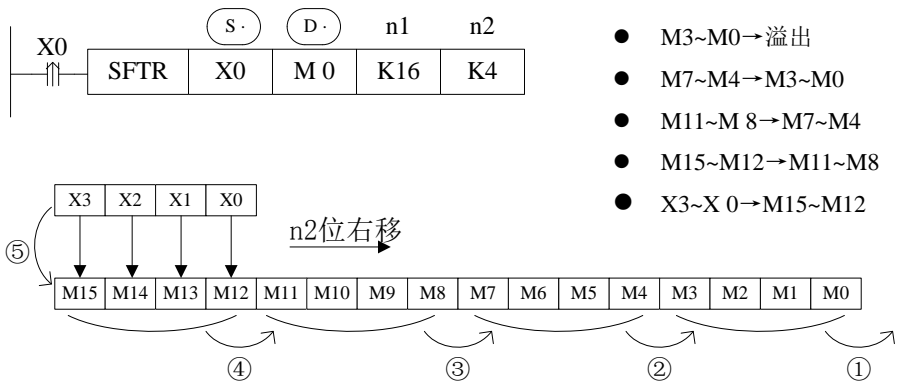 S · D · n1 n2
X0
SFTR X0 M 0 K16 K4
● M3~M0→溢出
● M7~M4→M3~M0
● M11~M 8→M7~M4
● M15~M12→M11~M8
● X3~X 0→M15~M12
X3 X2 X1 X0
n2位右移
⑤
M15 M14 M13 M12 M11 M10 M9 M8 M7 M6 M5 M4 M3 M2 M1 M0
④ ③ ② ①